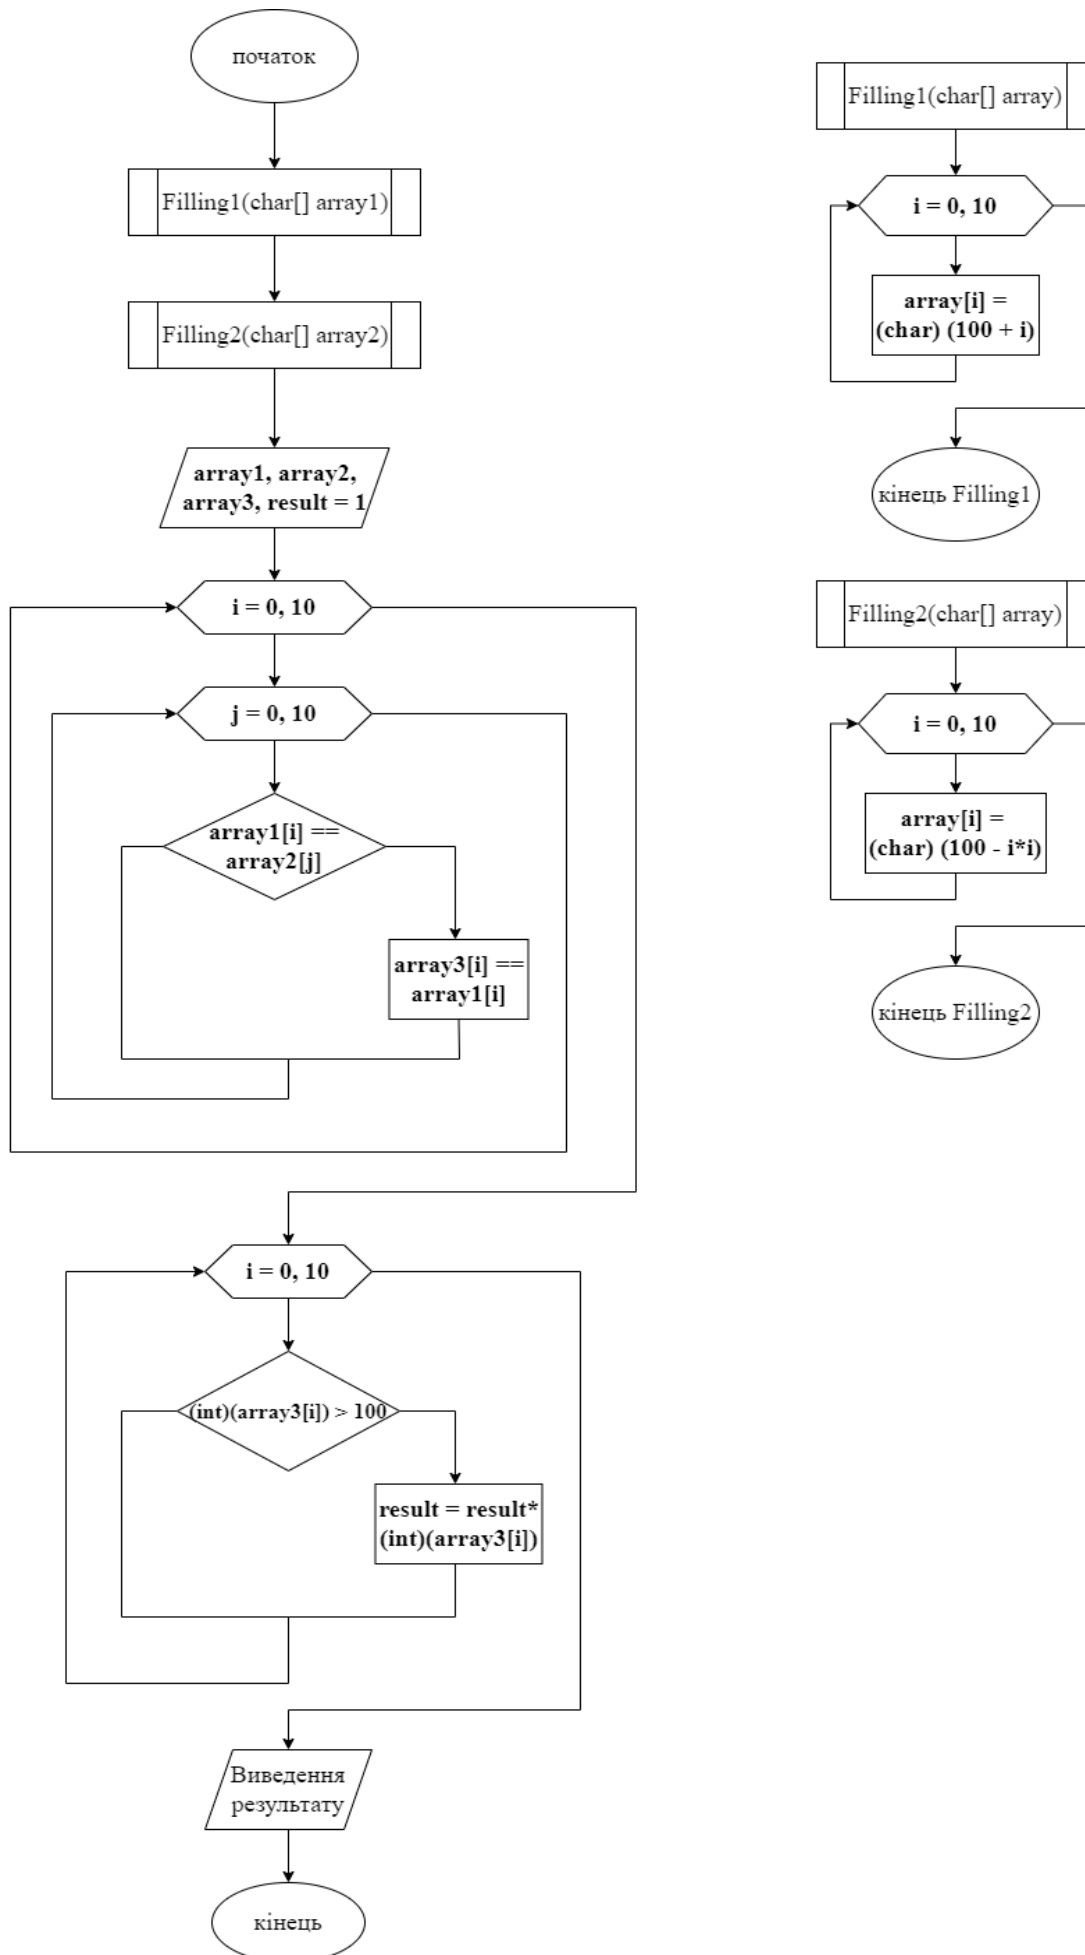 початок
Filling1(char[] array1)
Filling2(char[] array2)
array1, array2,
array3, result = 1
i = 0, 10
j = 0, 10
array1[i] ==
array2[j]
array3[i] ==
array1[i]
i = 0, 10
(int)(array3[i]) > 100
result = result*
(int)(array3[i])
Виведення
результату
кінець
Filling1(char[] array)
i = 0, 10
array[i] =
(char) (100 + i)
кінець Filling1
Filling2(char[] array)
i = 0, 10
array[i] =
(char) (100 - i*i)
кінець Filling2